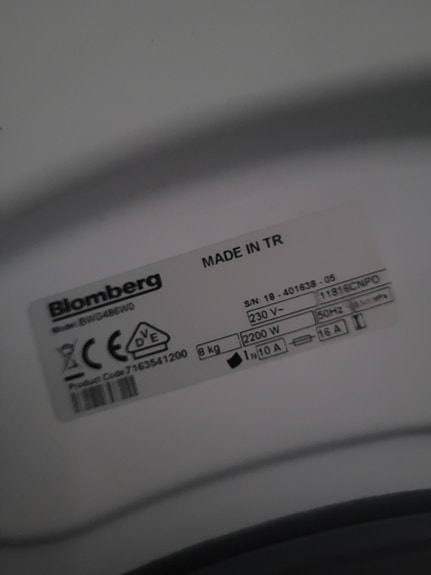 MADE IN TR
Blomberg
Model: BWG486W0
S/N: 18 - 401638 - 05
230 V~
11816CNPD
CE
D V E
8 kg
2200 W
50Hz
I N 10 A
16 A
Product Code 7163541200